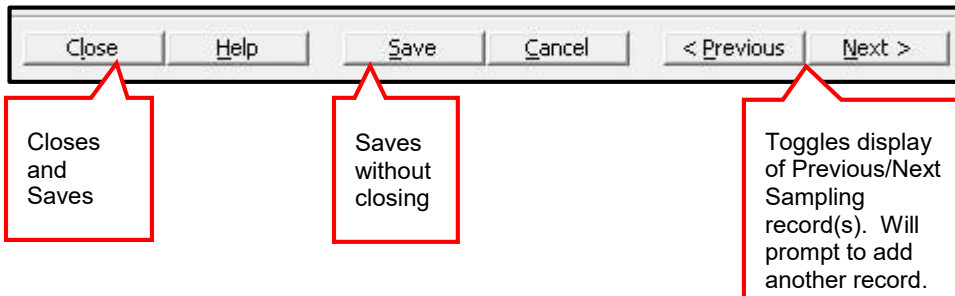 Close Help Save Cancel < Previous Next >
Closes
and
Saves
Saves
without
closing
Toggles display
of Previous/Next
Sampling
record(s).  Will
prompt to add
another record.